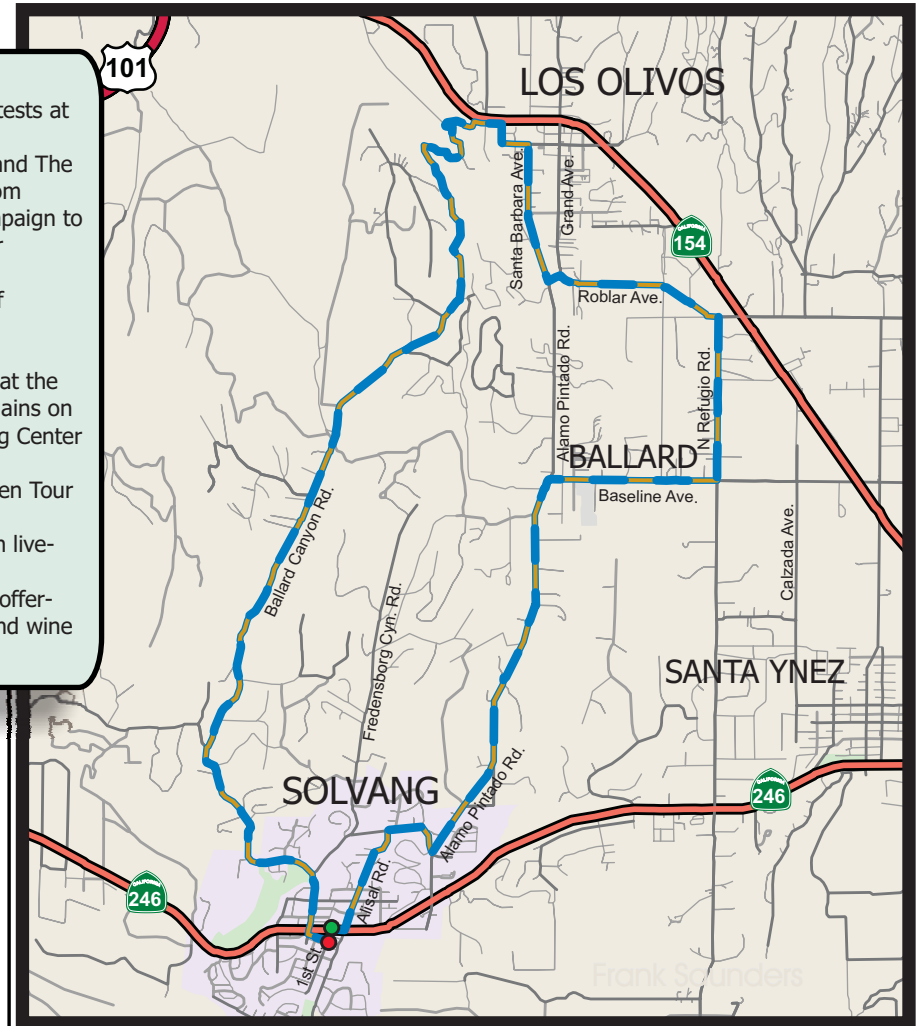 tests at
and The
om
paign to
r
f
at the
ains on
g Center
en Tour
n live-
offer-
nd wine
101
LOS OLIVOS
Santa Barbara Ave.
Grand Ave.
CALIFORNIA
154
Roblar Ave.
Alamo Pintado Rd.
N Refugio Rd.
BALLARD
Baseline Ave.
Ballard Canyon Rd.
Calzada Ave.
Fredensborg Cyn. Rd.
SANTA YNEZ
SOLVANG
Alamo Pintado Rd.
CALIFORNIA
246
Alisal Rd.
CALIFORNIA
246
1st St.
Frank Saunders